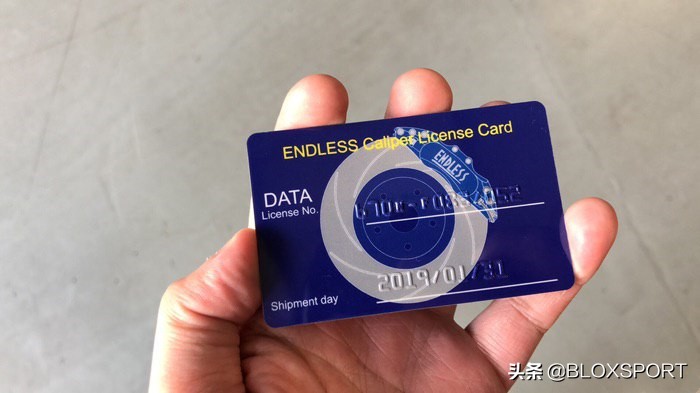 ENDLESS Caliper License Card
ENDLESS
DATA
License No.
2019/01/31
Shipment day
头条 @BLOXSPORT